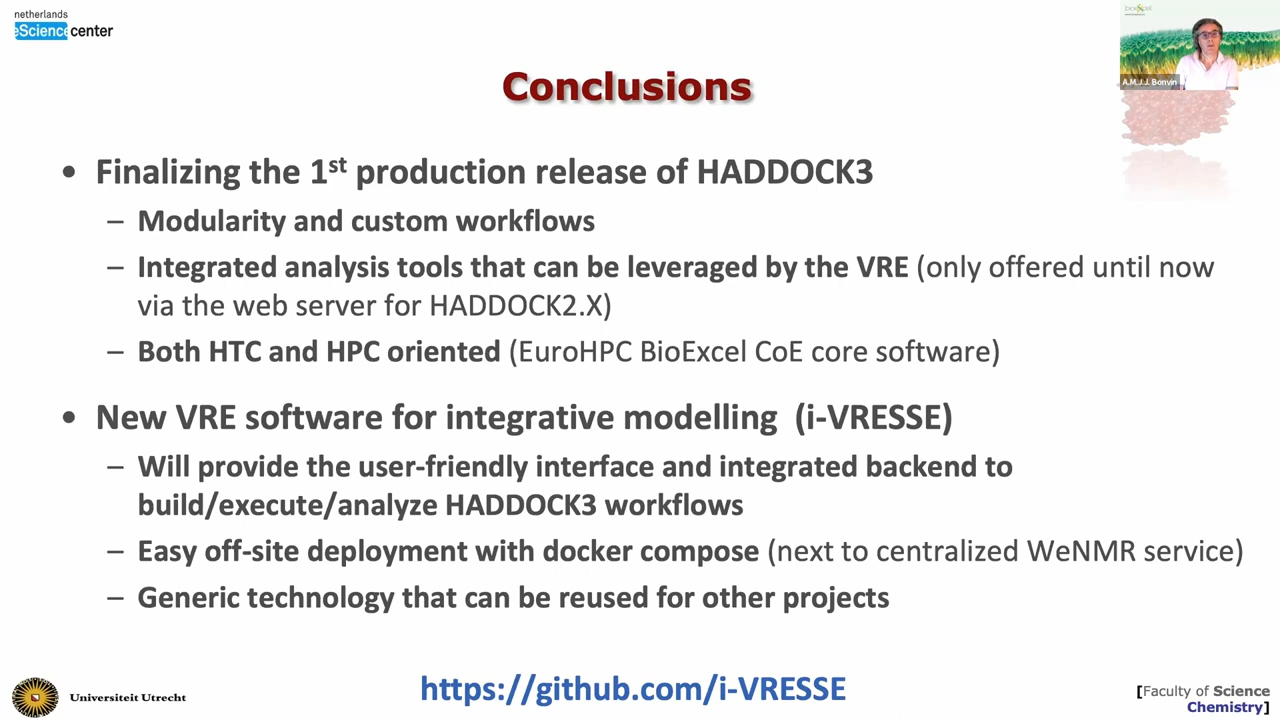 netherlands
eScience center
bioexcel
A.M.J.J. Bonvin
Conclusions
• Finalizing the 1st production release of HADDOCK3
– Modularity and custom workflows
– Integrated analysis tools that can be leveraged by the VRE (only offered until now
via the web server for HADDOCK2.X)
– Both HTC and HPC oriented (EuroHPC BioExcel CoE core software)
• New VRE software for integrative modelling (i-VRESSE)
– Will provide the user-friendly interface and integrated backend to
build/execute/analyze HADDOCK3 workflows
– Easy off-site deployment with docker compose (next to centralized WeNMR service)
– Generic technology that can be reused for other projects
Universiteit Utrecht
https://github.com/i-VRESSE
[Faculty of Science
Chemistry]